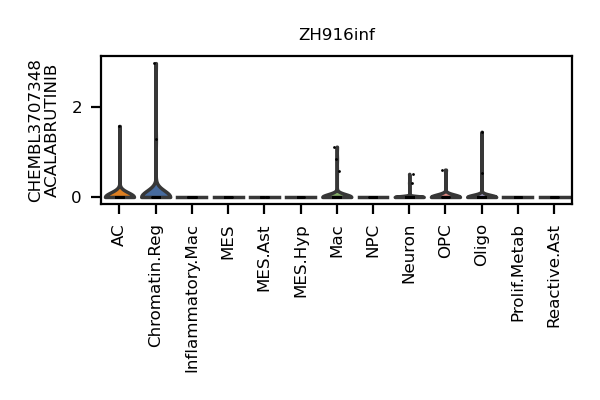 ZH916inf
CHEMBL3707348
ACALABRUTINIB
2
0
AC
Chromatin.Reg
Inflammatory.Mac
MES
MES.Ast
MES.Hyp
Mac
NPC
Neuron
OPC
Oligo
Prolif.Metab
Reactive.Ast